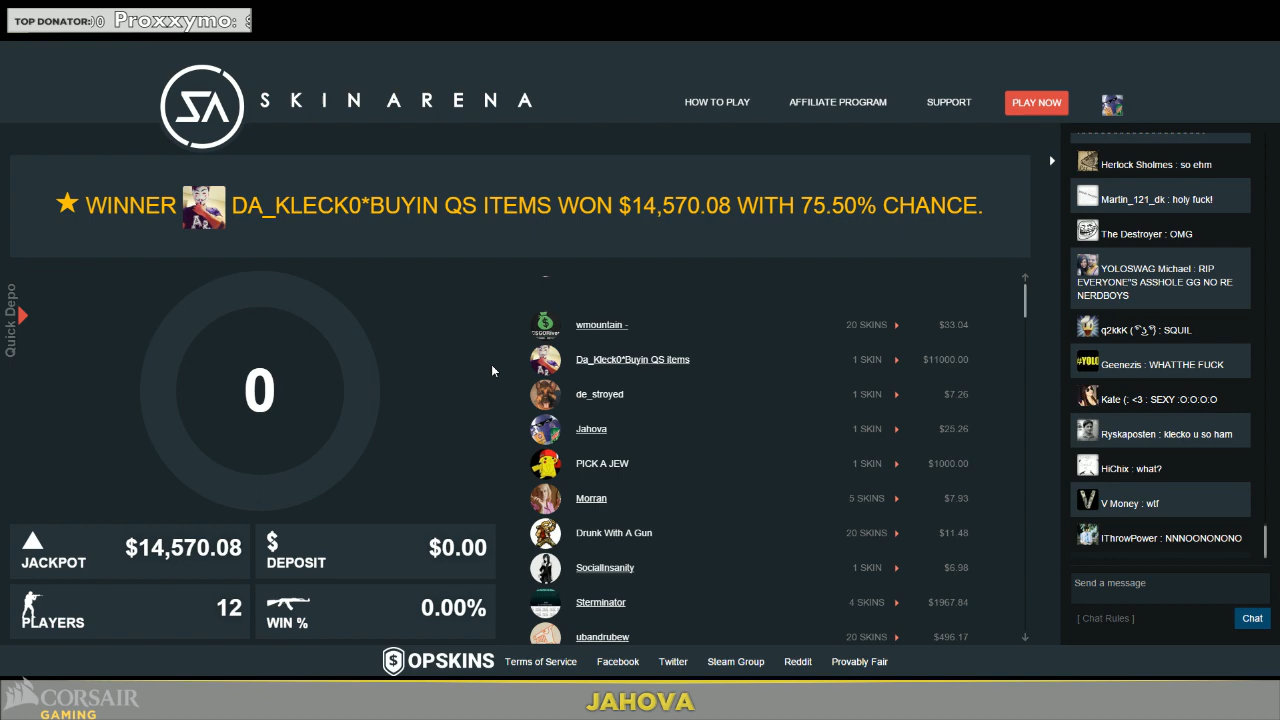 TOP DONATOR:
Proxxymo:
SKINARENA
HOW TO PLAY
AFFILIATE PROGRAM
SUPPORT
PLAY NOW
★ WINNER DA_KLECK0*BUYIN QS ITEMS WON $14,570.08 WITH 75.50% CHANCE.
Quick Depo
0
JACKPOT $14,570.08
DEPOSIT $0.00
PLAYERS 12
WIN % 0.00%
wmountain - 20 SKINS $33.04
Da_Kleck0*Buyin QS items 1 SKIN $11000.00
de_stroyed 1 SKIN $7.26
Jahova 1 SKIN $25.26
PICK A JEW 1 SKIN $1000.00
Morran 5 SKINS $7.93
Drunk With A Gun 20 SKINS $11.48
SocialInsanity 1 SKIN $6.98
Sterminator 4 SKINS $1967.84
ubandrubew 20 SKINS $496.17
Herlock Sholmes : so ehm
Martin_121_dk : holy fuck!
The Destroyer : OMG
YOLOSWAG Michael : RIP
EVERYONE"S ASSHOLE GG NO RE
NERDBOYS
q2kkK ( ͡° ͜ʖ ͡°) : SQUIL
#YOLO
Geenezis : WHATTHE FUCK
Kate (: <3 : SEXY :O:O:O:O
Ryskaposten : klecko u so ham
HiChix : what?
V Money : wtf
IThrowPower : NNNOONONONO
Send a message
[ Chat Rules ]
Chat
OPSKINS
Terms of Service
Facebook
Twitter
Steam Group
Reddit
Provably Fair
CORSAIR
GAMING
JAHOVA